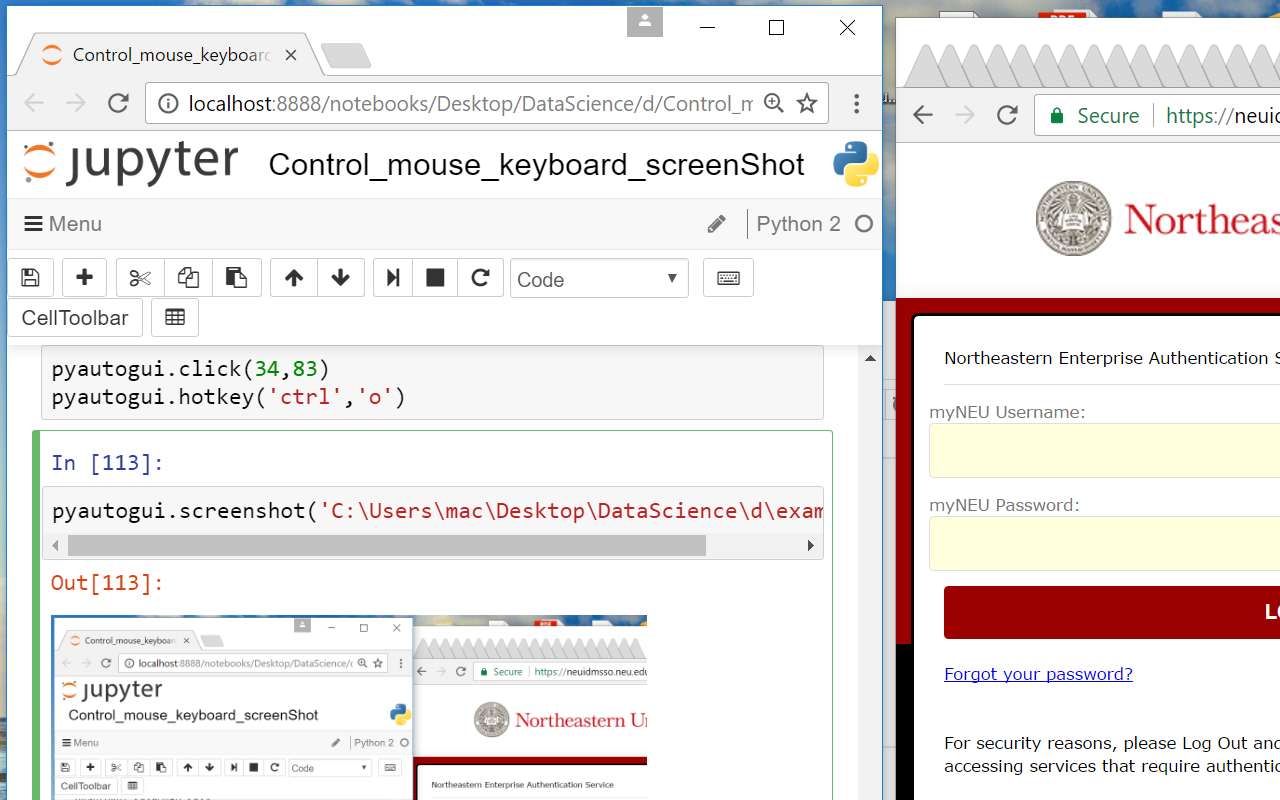 Control_mouse_keyboard
localhost:8888/notebooks/Desktop/DataScience/d/Control_m
jupyter Control_mouse_keyboard_screenShot
Menu
Python 2
Code
CellToolbar
pyautogui.click(34,83)
pyautogui.hotkey('ctrl','o')
In [113]:
pyautogui.screenshot('C:\Users\mac\Desktop\DataScience\d\exam
Out[113]:
Control_mouse_keyboar
localhost:8888/notebooks/Desktop/DataScience/
jupyter
Control_mouse_keyboard_screenShot
Menu
Python 2
Code
CellToolbar
Secure
https://neuidmsso.neu.edu
Northeastern Un
Northeastern Enterprise Authentication Service
PDF
Secure
https://neuid
Northeas
Northeastern Enterprise Authentication S
myNEU Username:
myNEU Password:
Lo
Forgot your password?
For security reasons, please Log Out and
accessing services that require authentic